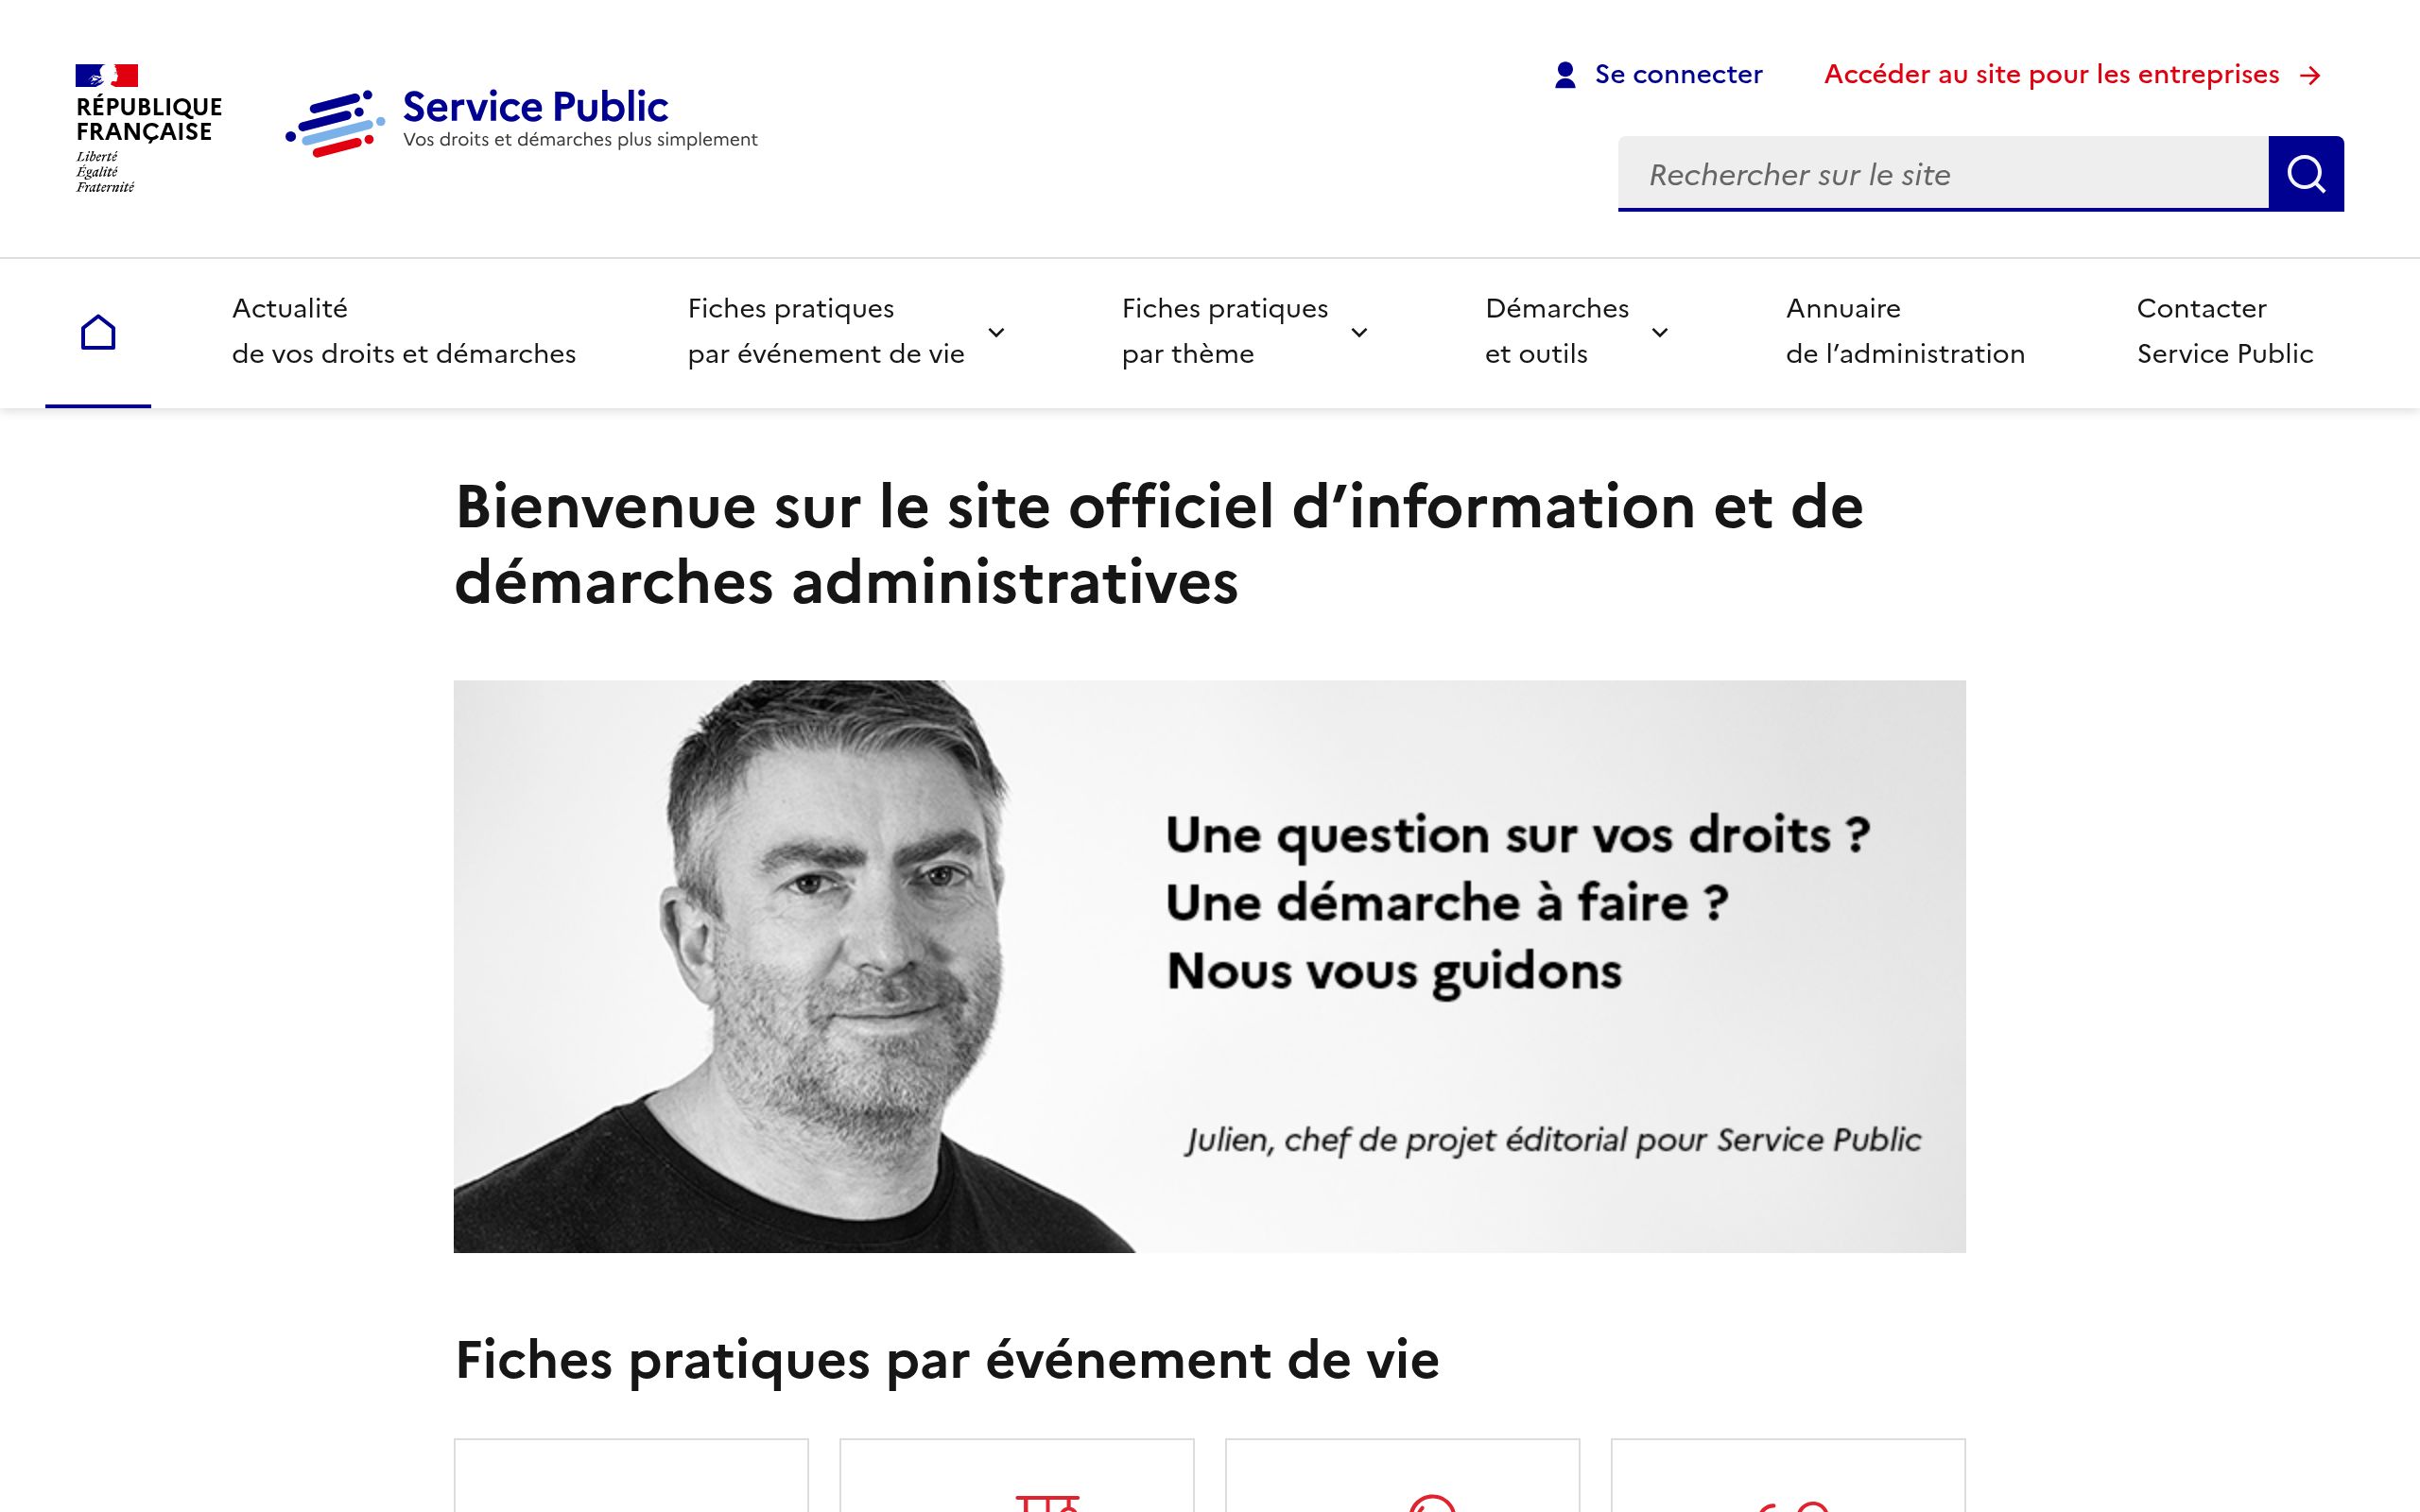 RÉPUBLIQUE
FRANÇAISE
Liberté
Égalité
Fraternité
Service Public
Vos droits et démarches plus simplement
Se connecter
Accéder au site pour les entreprises
Rechercher sur le site
Actualité
de vos droits et démarches
Fiches pratiques
par événement de vie
Fiches pratiques
par thème
Démarches
et outils
Annuaire
de l’administration
Contacter
Service Public
Bienvenue sur le site officiel d’information et de
démarches administratives
Une question sur vos droits ?
Une démarche à faire ?
Nous vous guidons
Julien, chef de projet éditorial pour Service Public
Fiches pratiques par événement de vie